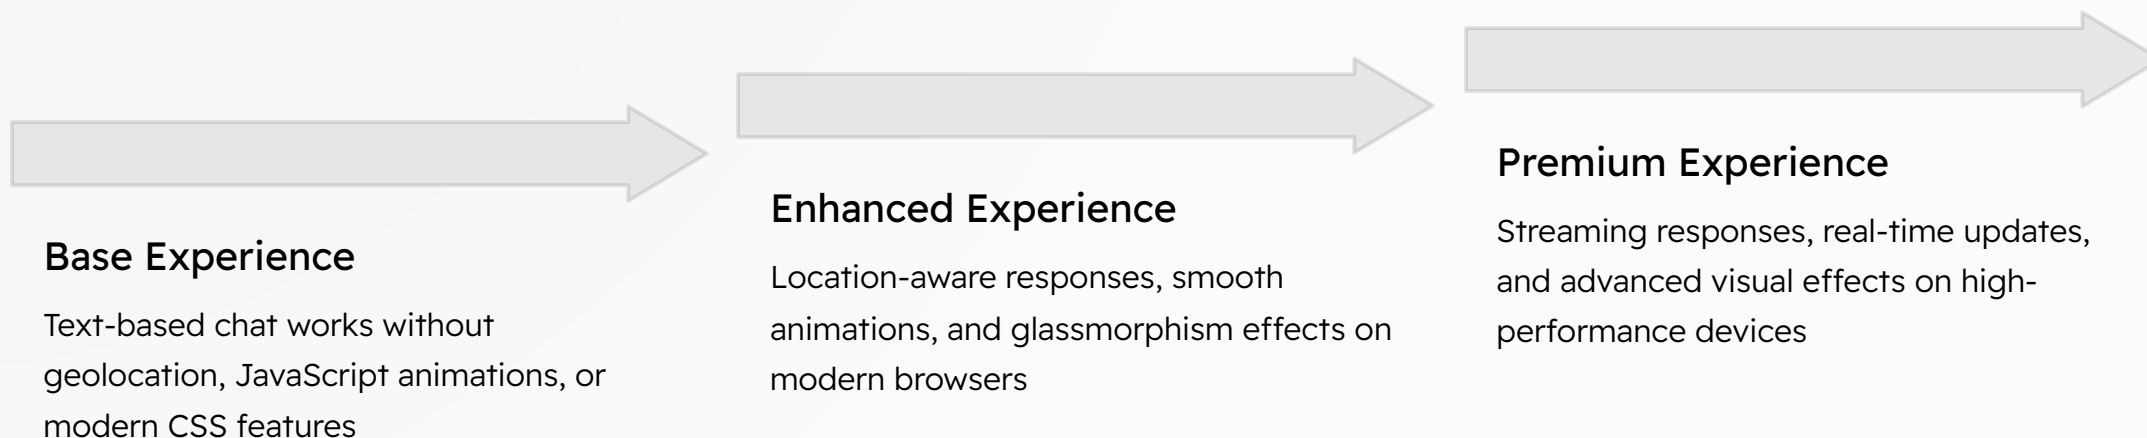 Base Experience
Text-based chat works without
geolocation, JavaScript animations, or
modern CSS features
Enhanced Experience
Location-aware responses, smooth
animations, and glassmorphism effects on
modern browsers
Premium Experience
Streaming responses, real-time updates,
and advanced visual effects on high-
performance devices